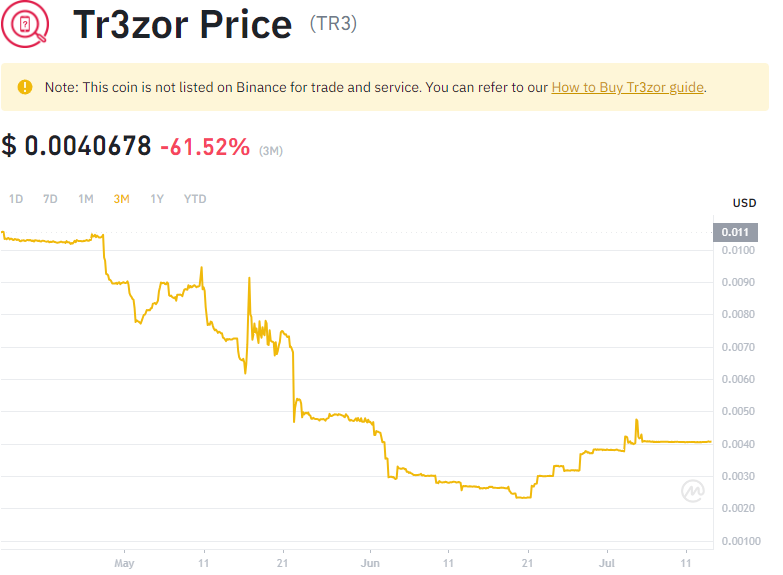 Tr3zor Price (TR3)
Note: This coin is not listed on Binance for trade and service. You can refer to our How to Buy Tr3zor guide.
$ 0.0040678 -61.52% (3M)
1D 7D 1M 3M 1Y YTD
USD
0.011
0.0100
0.0090
0.0080
0.0070
0.0060
0.0050
0.0040
0.0030
0.0020
0.00100
May 11 21 Jun 11 21 Jul 11